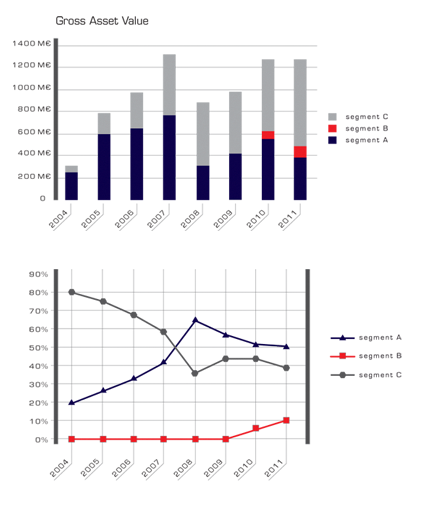 Gross Asset Value
1400 M€
1200 M€
1000 M€
800 M€
600 M€
400 M€
200 M€
0
segment C
segment B
segment A
2004 2005 2006 2007 2008 2009 2010 2011
90%
80%
70%
60%
50%
40%
30%
20%
10%
0%
segment A
segment B
segment C
2004 2005 2006 2007 2008 2009 2010 2011